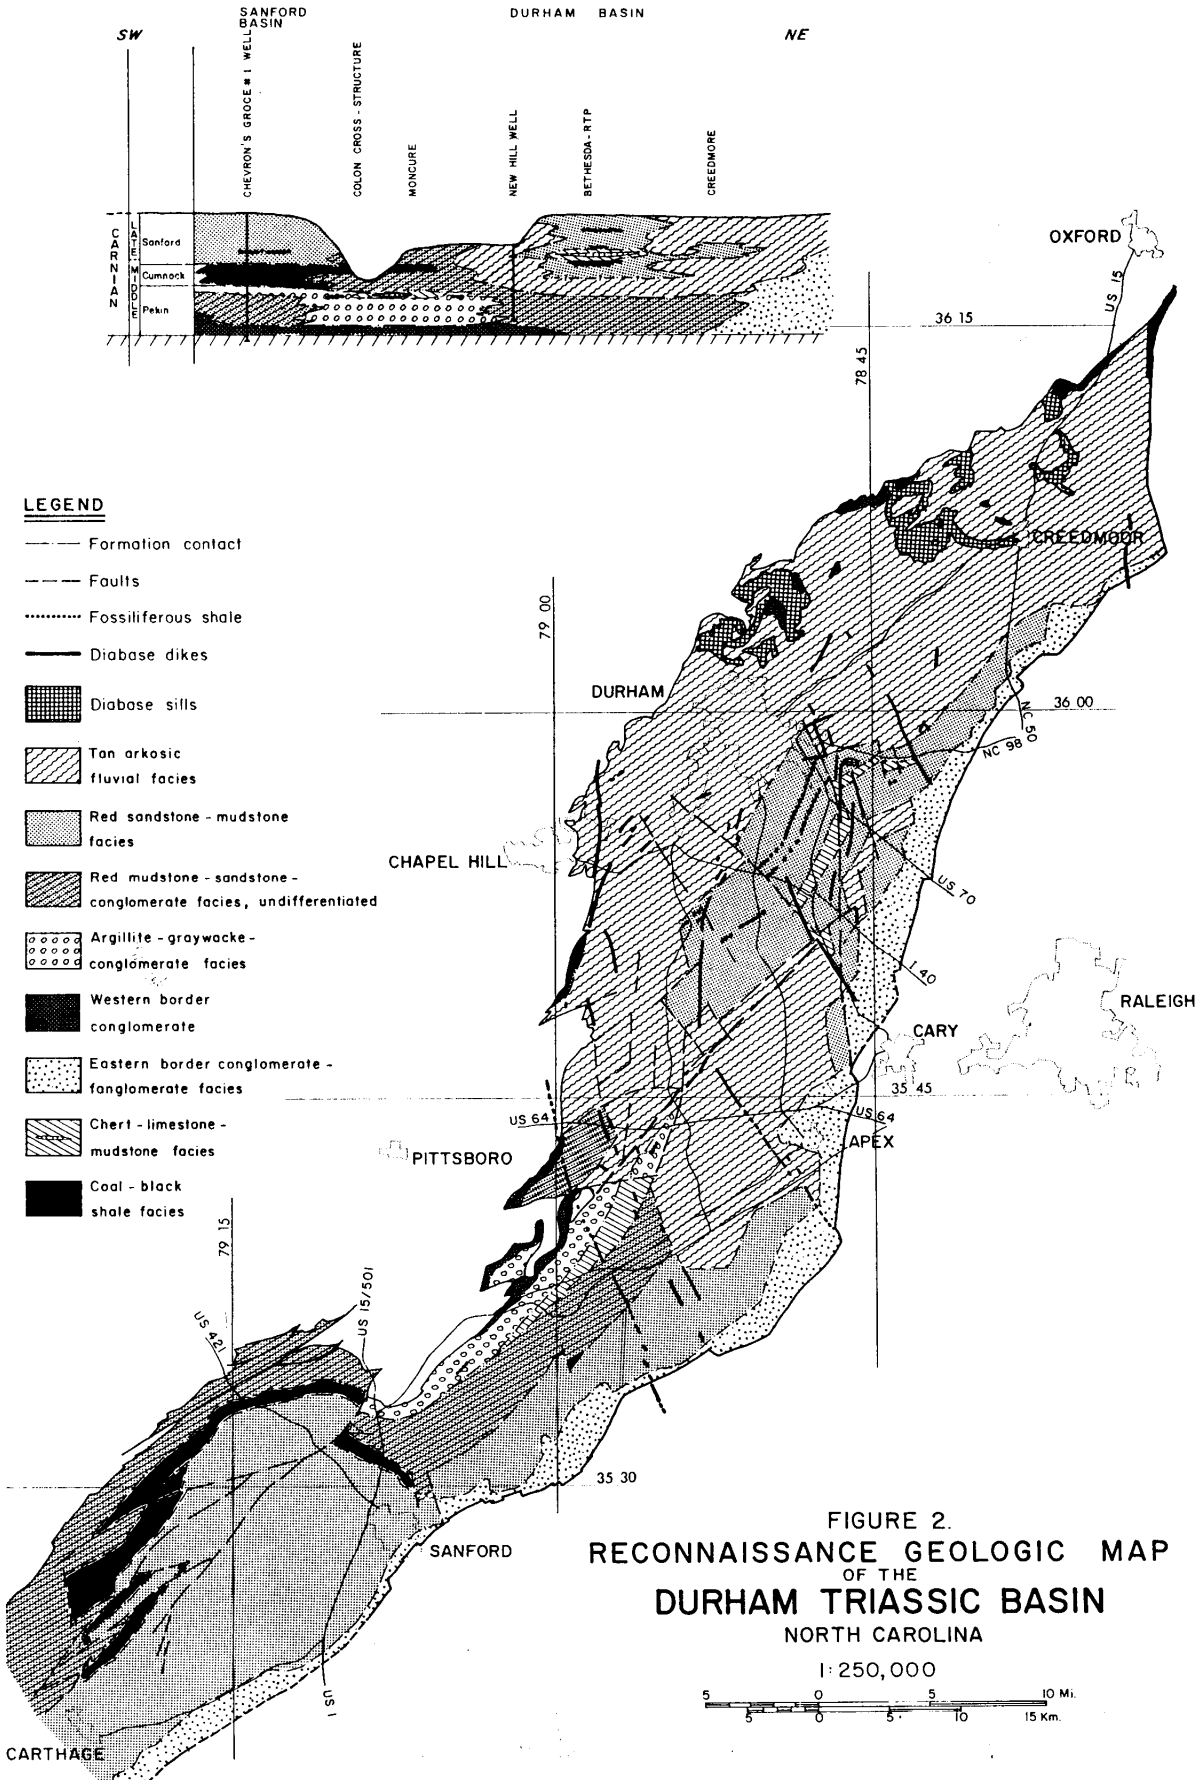 SANFORD
BASIN
DURHAM BASIN
SW
NE
CHEVRON'S GROCE #1 WELL
COLON CROSS-STRUCTURE
MONCURE
NEW HILL WELL
BETHESDA-RTP
CREEDMORE
CARNIAN
LATE
MIDDLE
Sanford
Cumnock
Pekin
OXFORD
US 15
36 15
78 45
CREEDMOOR
79 00
DURHAM
36 00
NC 50
NC 98
CHAPEL HILL
US 70
I 40
RALEIGH
CARY
35 45
US 64
US 64
APEX
PITTSBORO
79 15
US 15/501
US 421
35 30
SANFORD
US 1
CARTHAGE
LEGEND
Formation contact
Faults
Fossiliferous shale
Diabase dikes
Diabase sills
Tan arkosic
fluvial facies
Red sandstone-mudstone
facies
Red mudstone-sandstone-
conglomerate facies, undifferentiated
Argillite-graywacke-
conglomerate facies
Western border
conglomerate
Eastern border conglomerate-
fanglomerate facies
Chert-limestone-
mudstone facies
Coal-black
shale facies
FIGURE 2.
RECONNAISSANCE GEOLOGIC MAP
OF THE
DURHAM TRIASSIC BASIN
NORTH CAROLINA
1:250,000
5 0 5 10 Mi.
5 0 5 10 15 Km.